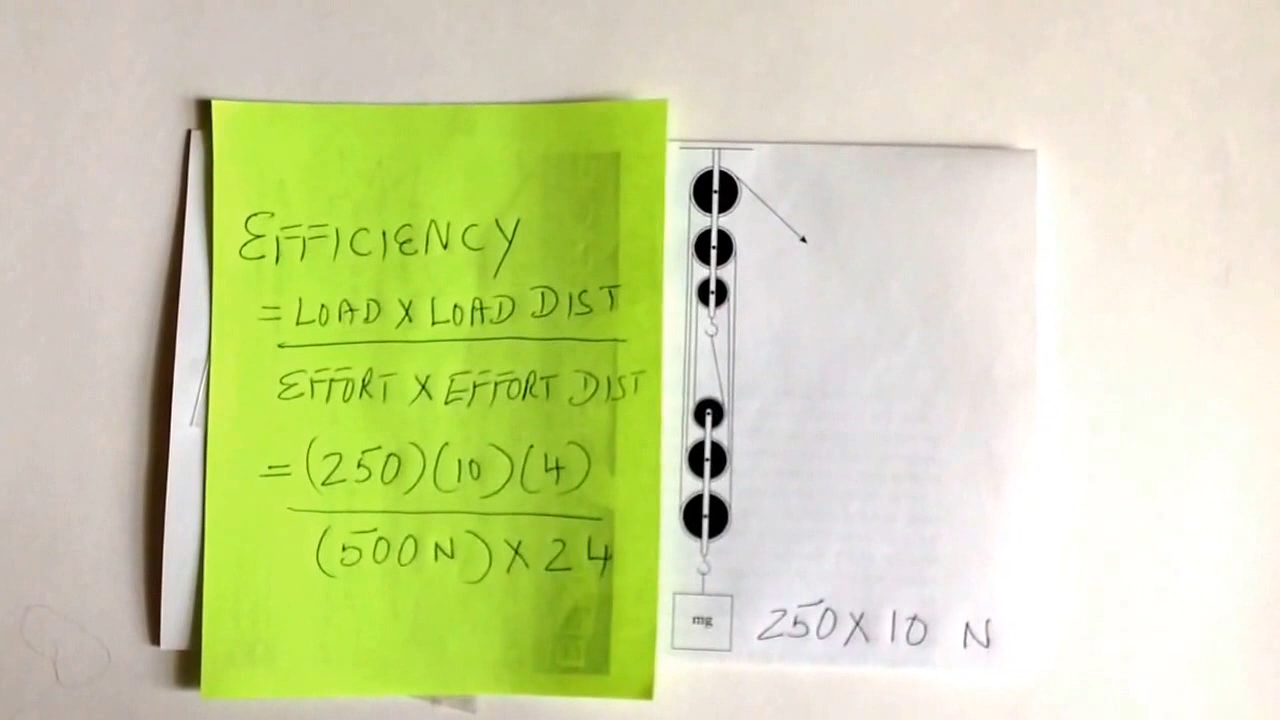 EFFICIENCY
= LOAD X LOAD DIST
EFFORT X EFFORT DIST
= (250)(10)(4)
(500 N) X 24
mg
250 X 10 N